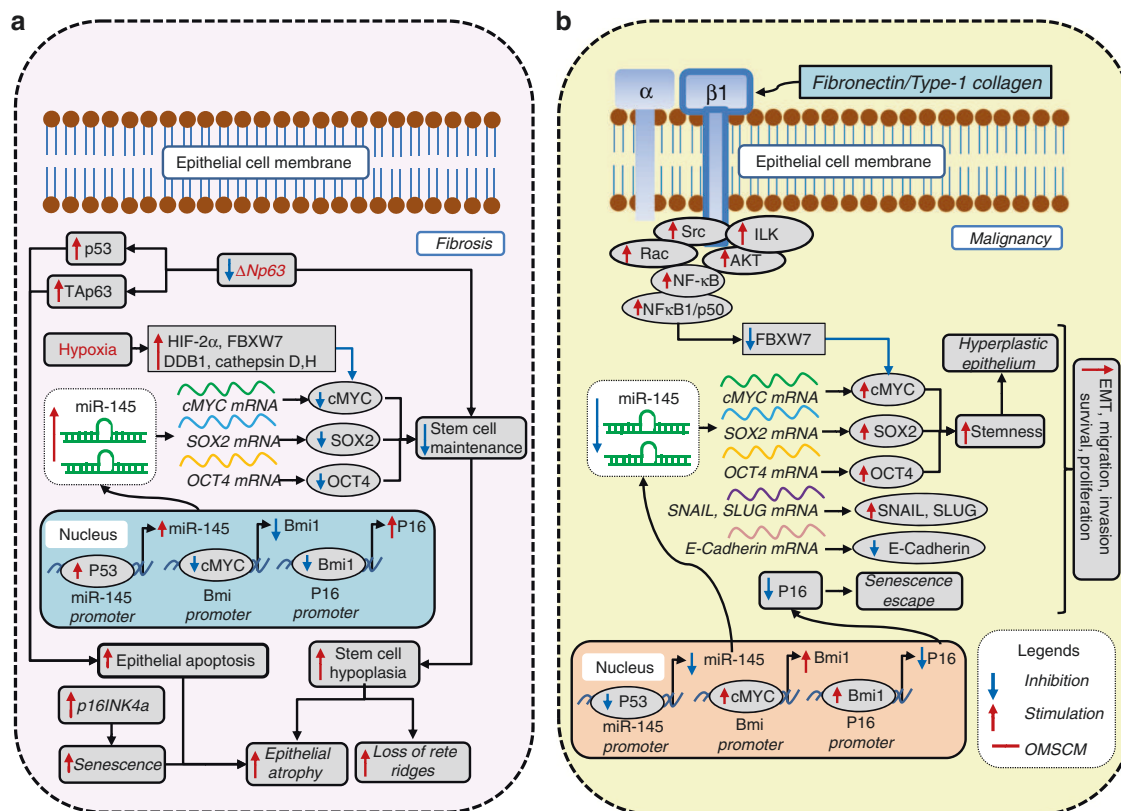 a
Epithelial cell membrane
Fibrosis
p53
TAp63
ΔNp63
Hypoxia
HIF-2α, FBXW7
DDB1, cathepsin D,H
miR-145
cMYC mRNA
SOX2 mRNA
OCT4 mRNA
cMYC
SOX2
OCT4
Stem cell
maintenance
Nucleus
miR-145
Bmi1
P16
P53
cMYC
Bmi1
miR-145
promoter
Bmi
promoter
P16
promoter
Epithelial apoptosis
Stem cell
hypoplasia
p16INK4a
Senescence
Epithelial
atrophy
Loss of rete
ridges
b
α
β1
Fibronectin/Type-1 collagen
Epithelial cell membrane
Malignancy
Src
ILK
Rac
AKT
NF-κB
NFκB1/p50
FBXW7
Hyperplastic
epithelium
miR-145
cMYC mRNA
SOX2 mRNA
OCT4 mRNA
SNAIL, SLUG mRNA
E-Cadherin mRNA
cMYC
SOX2
OCT4
SNAIL, SLUG
E-Cadherin
Stemness
EMT, migration, invasion
survival, proliferation
P16
Senescence
escape
Nucleus
miR-145
Bmi1
P16
P53
cMYC
Bmi1
miR-145
promoter
Bmi
promoter
P16
promoter
Legends
Inhibition
Stimulation
OMSCM